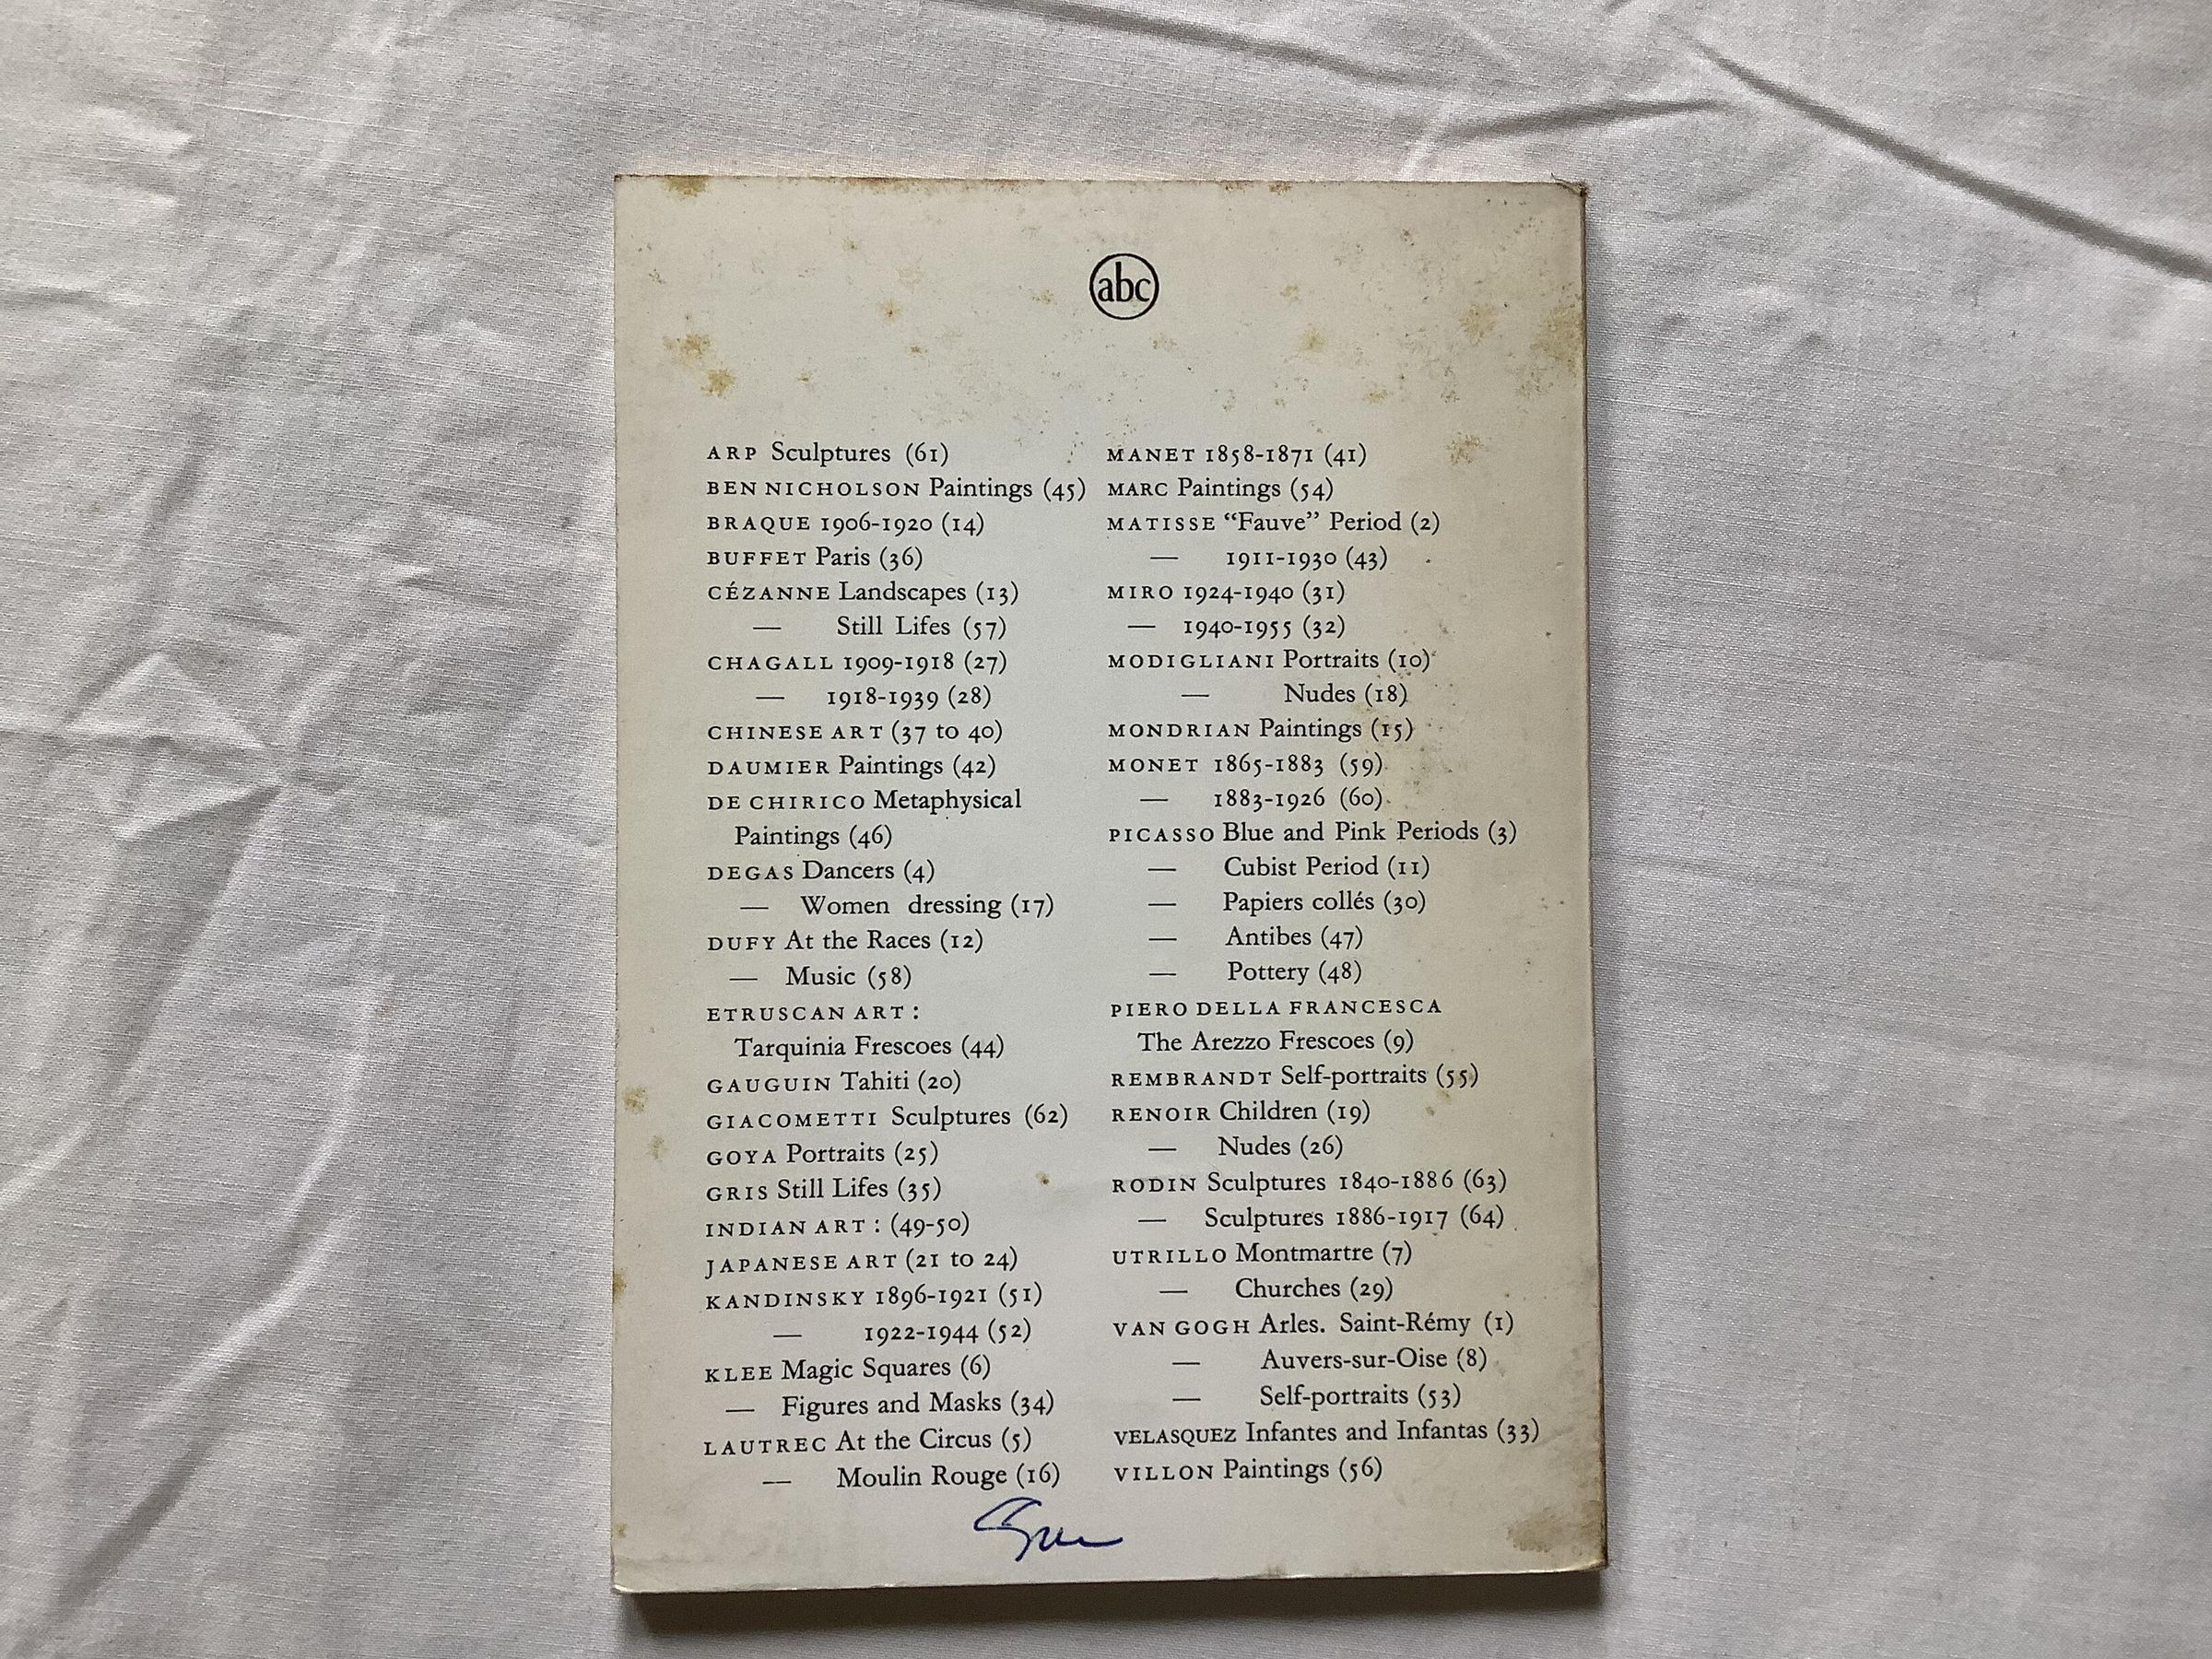 abc
ARP Sculptures (61)
BEN NICHOLSON Paintings (45)
BRAQUE 1906-1920 (14)
BUFFET Paris (36)
CÉZANNE Landscapes (13)
— Still Lifes (57)
CHAGALL 1909-1918 (27)
— 1918-1939 (28)
CHINESE ART (37 to 40)
DAUMIER Paintings (42)
DE CHIRICO Metaphysical
Paintings (46)
DEGAS Dancers (4)
— Women dressing (17)
DUFY At the Races (12)
— Music (58)
ETRUSCAN ART :
Tarquinia Frescoes (44)
GAUGUIN Tahiti (20)
GIACOMETTI Sculptures (62)
GOYA Portraits (25)
GRIS Still Lifes (35)
INDIAN ART : (49-50)
JAPANESE ART (21 to 24)
KANDINSKY 1896-1921 (51)
— 1922-1944 (52)
KLEE Magic Squares (6)
— Figures and Masks (34)
LAUTREC At the Circus (5)
— Moulin Rouge (16)
MANET 1858-1871 (41)
MARC Paintings (54)
MATISSE “Fauve” Period (2)
— 1911-1930 (43)
MIRO 1924-1940 (31)
— 1940-1955 (32)
MODIGLIANI Portraits (10)
— Nudes (18)
MONDRIAN Paintings (15)
MONET 1865-1883 (59)
— 1883-1926 (60)
PICASSO Blue and Pink Periods (3)
— Cubist Period (11)
— Papiers collés (30)
— Antibes (47)
— Pottery (48)
PIERO DELLA FRANCESCA
The Arezzo Frescoes (9)
REMBRANDT Self-portraits (55)
RENOIR Children (19)
— Nudes (26)
RODIN Sculptures 1840-1886 (63)
— Sculptures 1886-1917 (64)
UTRILLO Montmartre (7)
— Churches (29)
VAN GOGH Arles. Saint-Rémy (1)
— Auvers-sur-Oise (8)
— Self-portraits (53)
VELASQUEZ Infantes and Infantas (33)
VILLON Paintings (56)